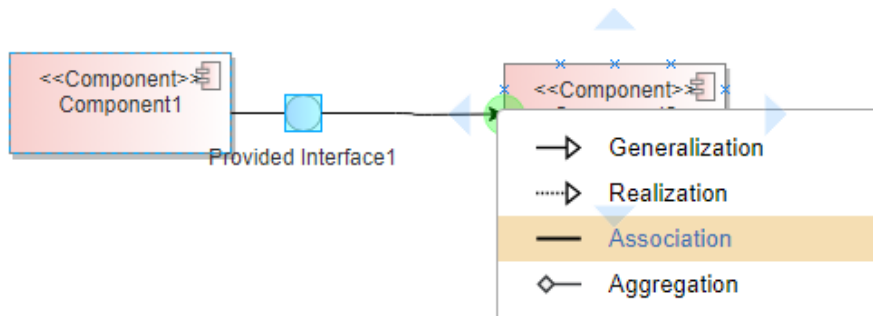 <<Component>>
Component1
Provided Interface1
<<Component>>
Generalization
Realization
Association
Aggregation